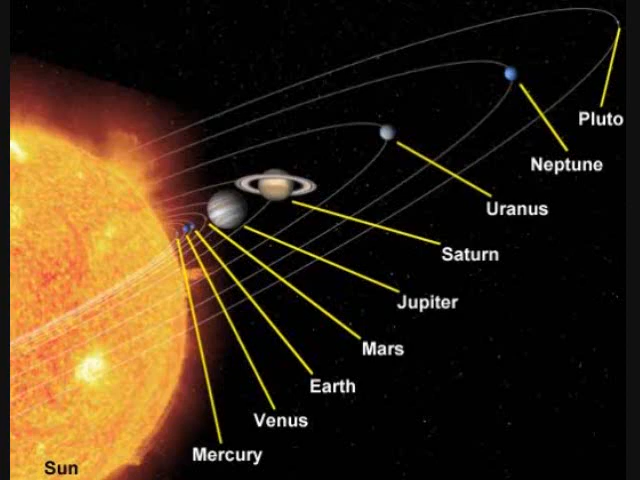 Pluto
Neptune
Uranus
Saturn
Jupiter
Mars
Earth
Venus
Mercury
Sun